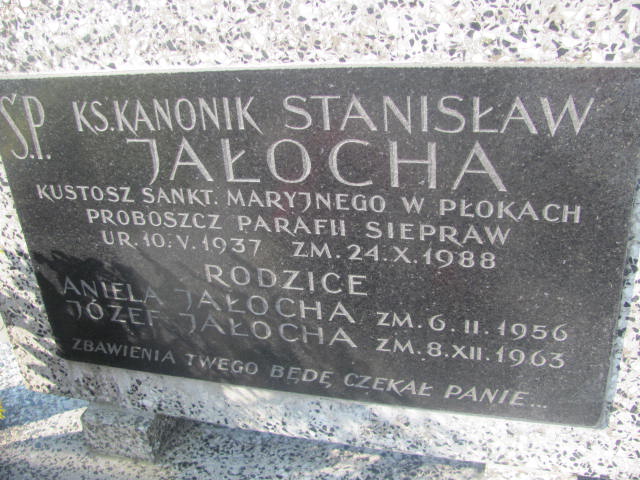 Ś.P. KS.KANONIK STANISŁAW
JAŁOCHA
KUSTOSZ SANKT. MARYJNEGO W PŁOKACH
PROBOSZCZ PARAFII SIEPRAW
UR. 10.V.1937 ZM. 24.X.1988
RODZICE
ANIELA JAŁOCHA ZM. 6.II.1956
JÓZEF JAŁOCHA ZM. 8.XII.1963
ZBAWIENIA TWEGO BĘDĘ CZEKAŁ PANIE...